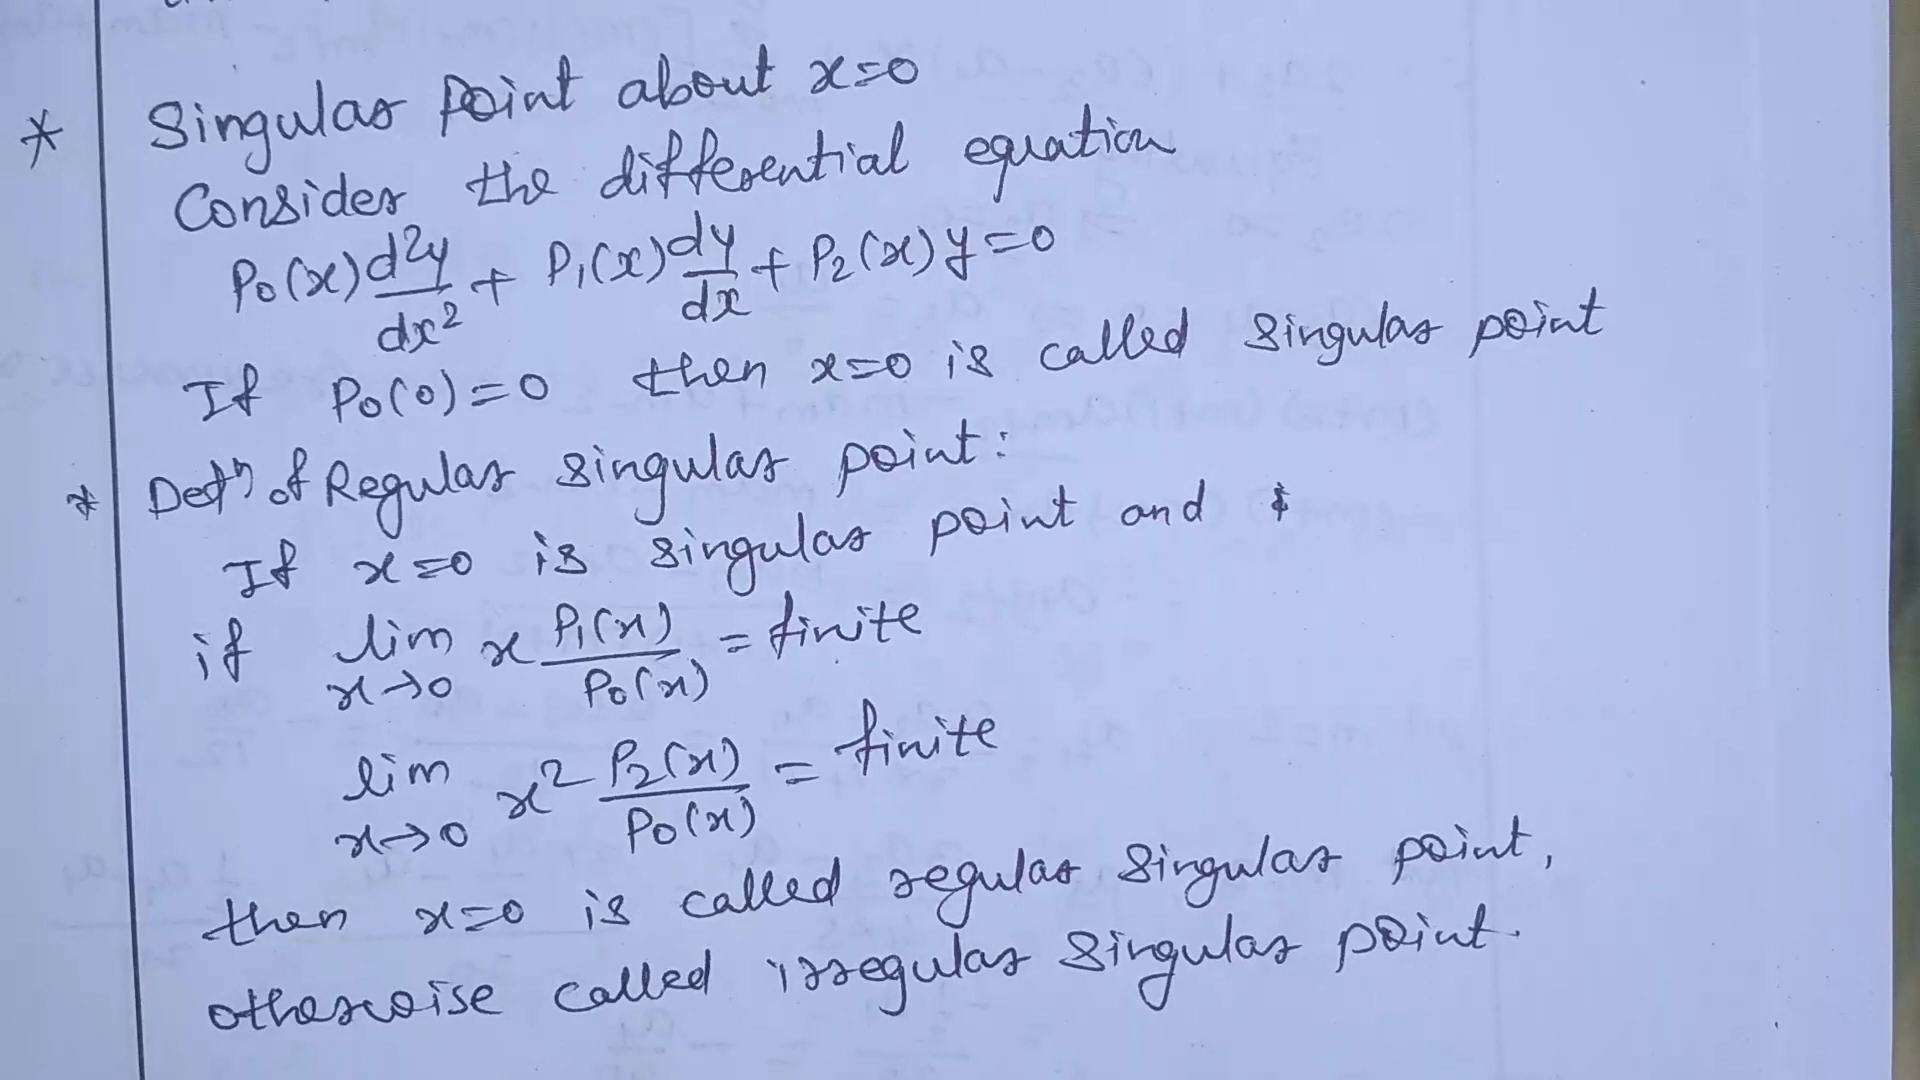 * Singular Point about x=0
Consider the differential equation
P₀(x) d²y/dx² + P₁(x) dy/dx + P₂(x) y = 0
If P₀(0) = 0 then x=0 is called singular point
* Defⁿ of Regular singular point:
If x=0 is singular point and
if lim x→0 x P₁(x)/P₀(x) = finite
lim x→0 x² P₂(x)/P₀(x) = finite
then x=0 is called regular singular point,
otherwise called irregular singular point.